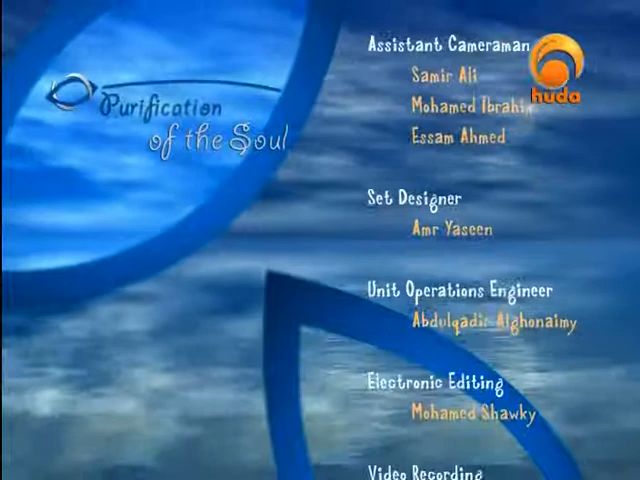 Purification
of the Soul
Assistant Cameraman
Samir Ali
Mohamed Ibrahim
Essam Ahmed
huda
Set Designer
Amr Yaseen
Unit Operations Engineer
Abdulqadir Alghonaimy
Electronic Editing
Mohamed Shawky
Video Recording